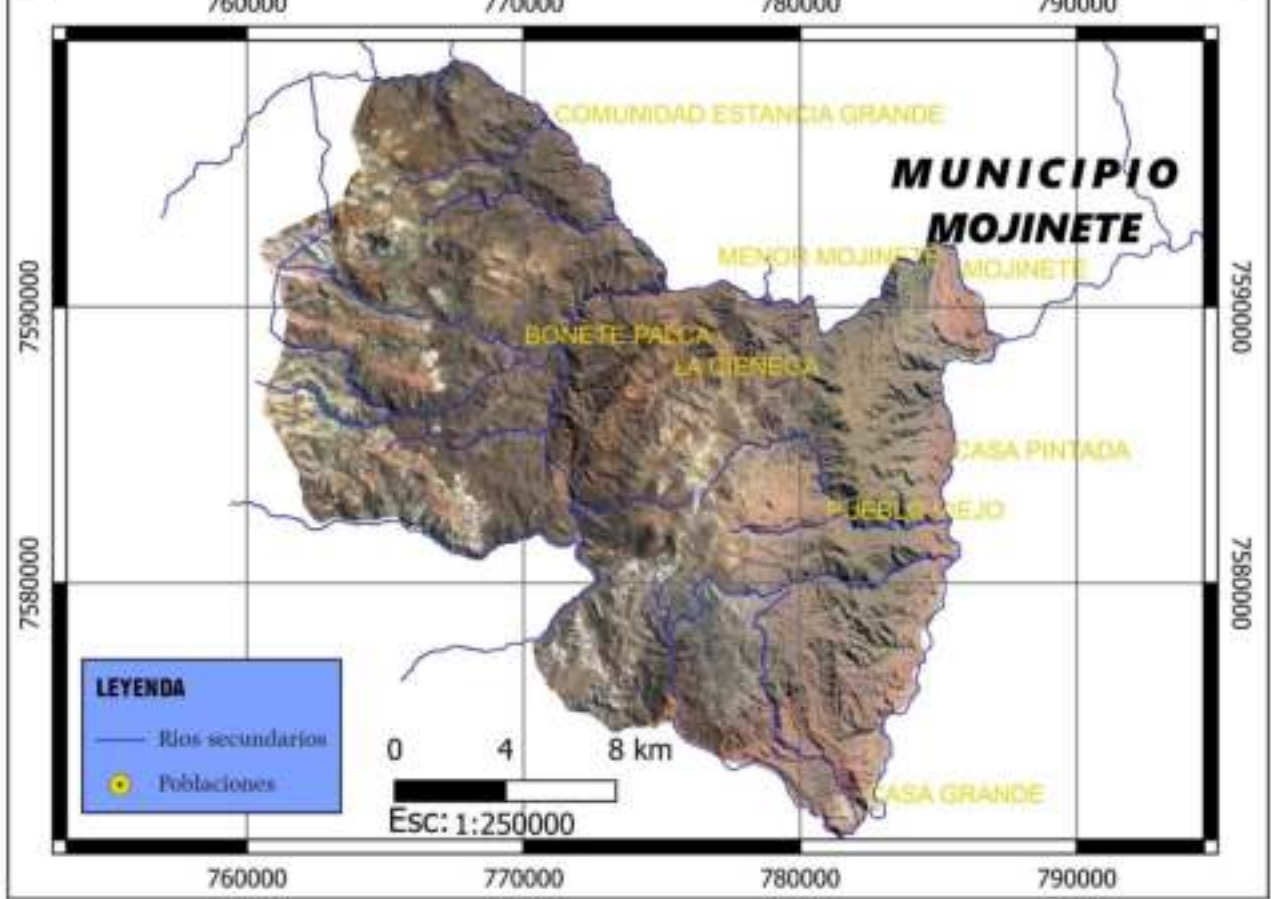 760000 770000 780000 790000
COMUNIDAD ESTANCIA GRANDE
MUNICIPIO
MOJINETE
MENOR MOJINETE
MOJINETE
7590000
7590000
BONETE PALCA
LA CIENEGA
CASA PINTADA
PUEBLO VIEJO
7580000
7580000
LEYENDA
Rios secundarios
Poblaciones
0 4 8 km
Esc: 1:250000
CASA GRANDE
760000 770000 780000 790000